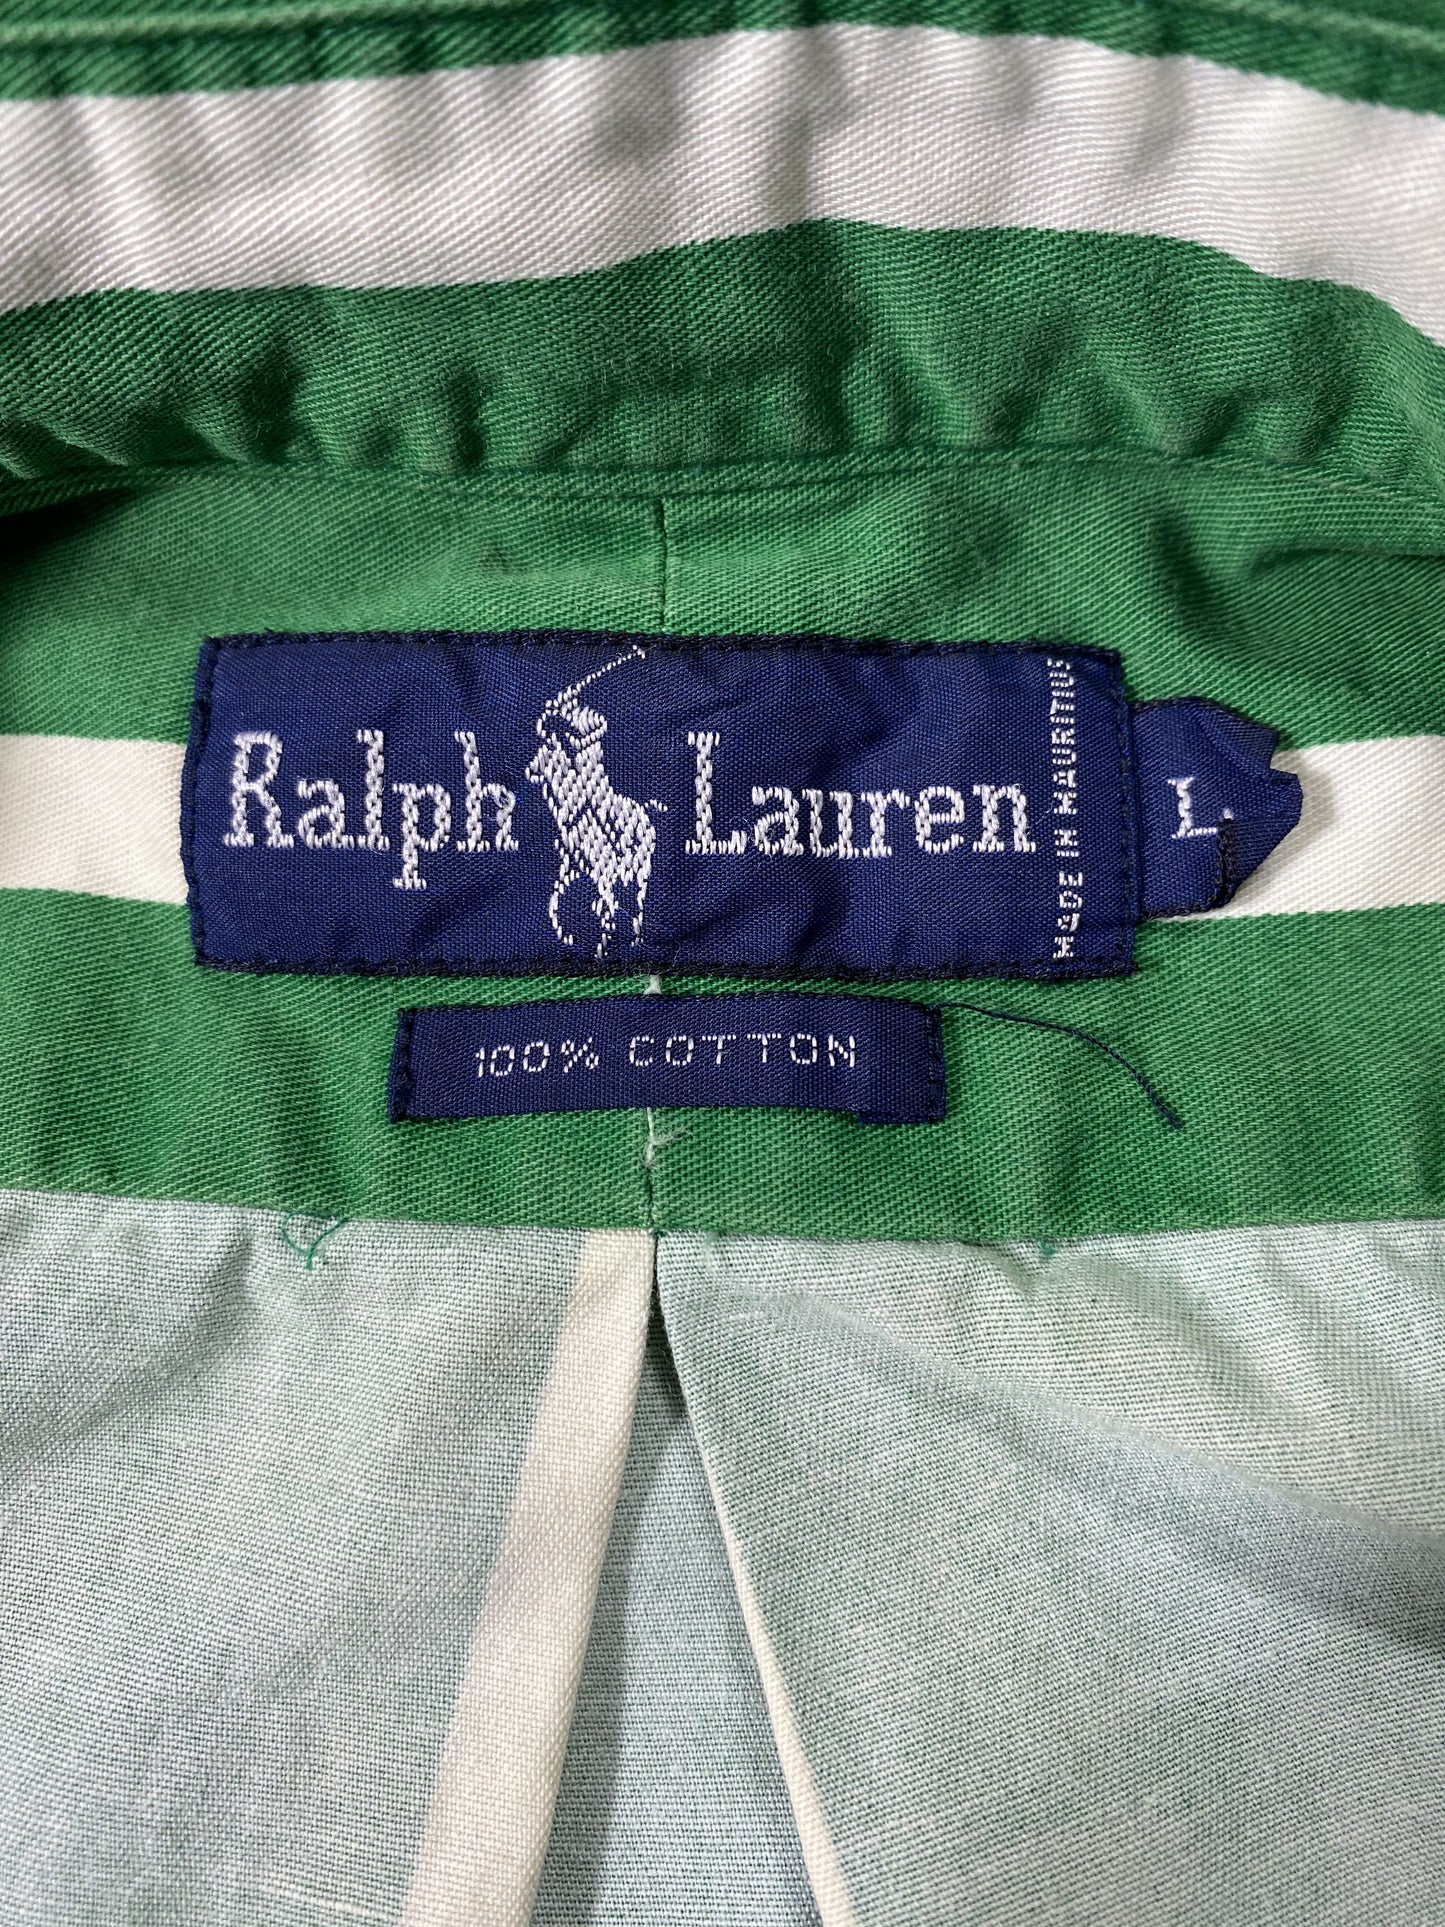 Ralph Lauren
MADE IN MAURITIUS
L
100% COTTON